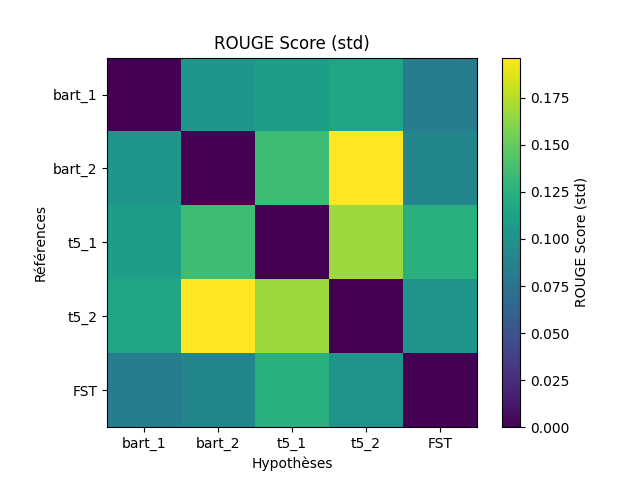 ROUGE Score (std)
bart_1
bart_2
t5_1
t5_2
FST
Références
bart_1 bart_2 t5_1 t5_2 FST
Hypothèses
0.175
0.150
0.125
0.100
0.075
0.050
0.025
0.000
ROUGE Score (std)